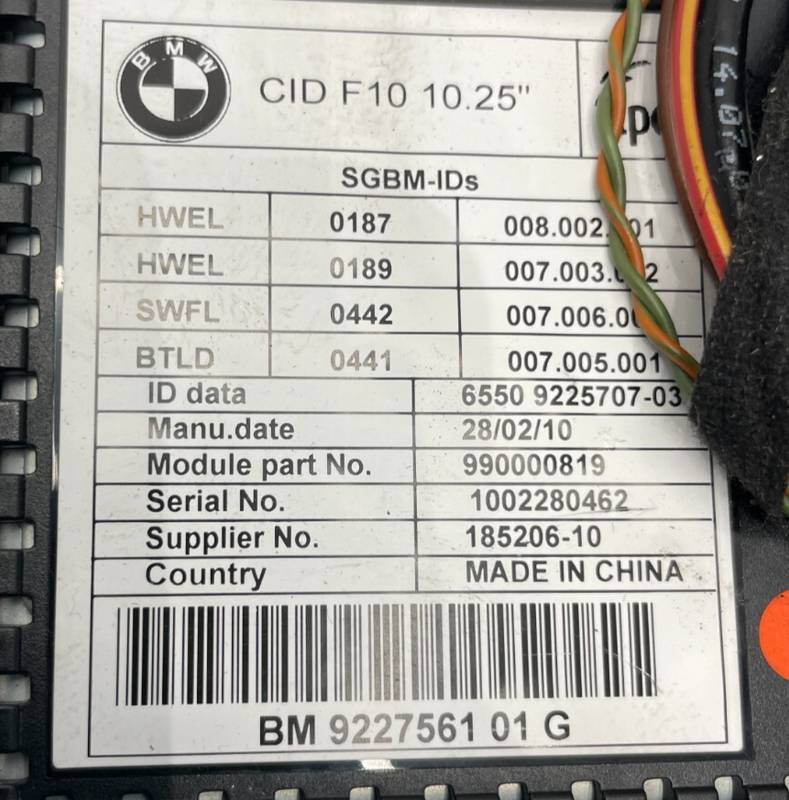 BMW
CID F10 10.25"
SGBM-IDs
HWEL 0187
HWEL 0189
SWFL 0442
BTLD 0441 007.005.001
ID data 6550 9225707-03
Manu.date 28/02/10
Module part No. 990000819
Serial No. 1002280462
Supplier No. 185206-10
Country MADE IN CHINA
BM 9227561 01 G